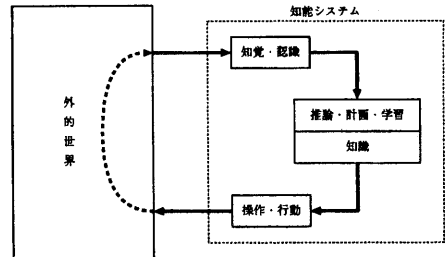 知能システム
知覚・認識
外的世界
推論・計画・学習
知識
操作・行動